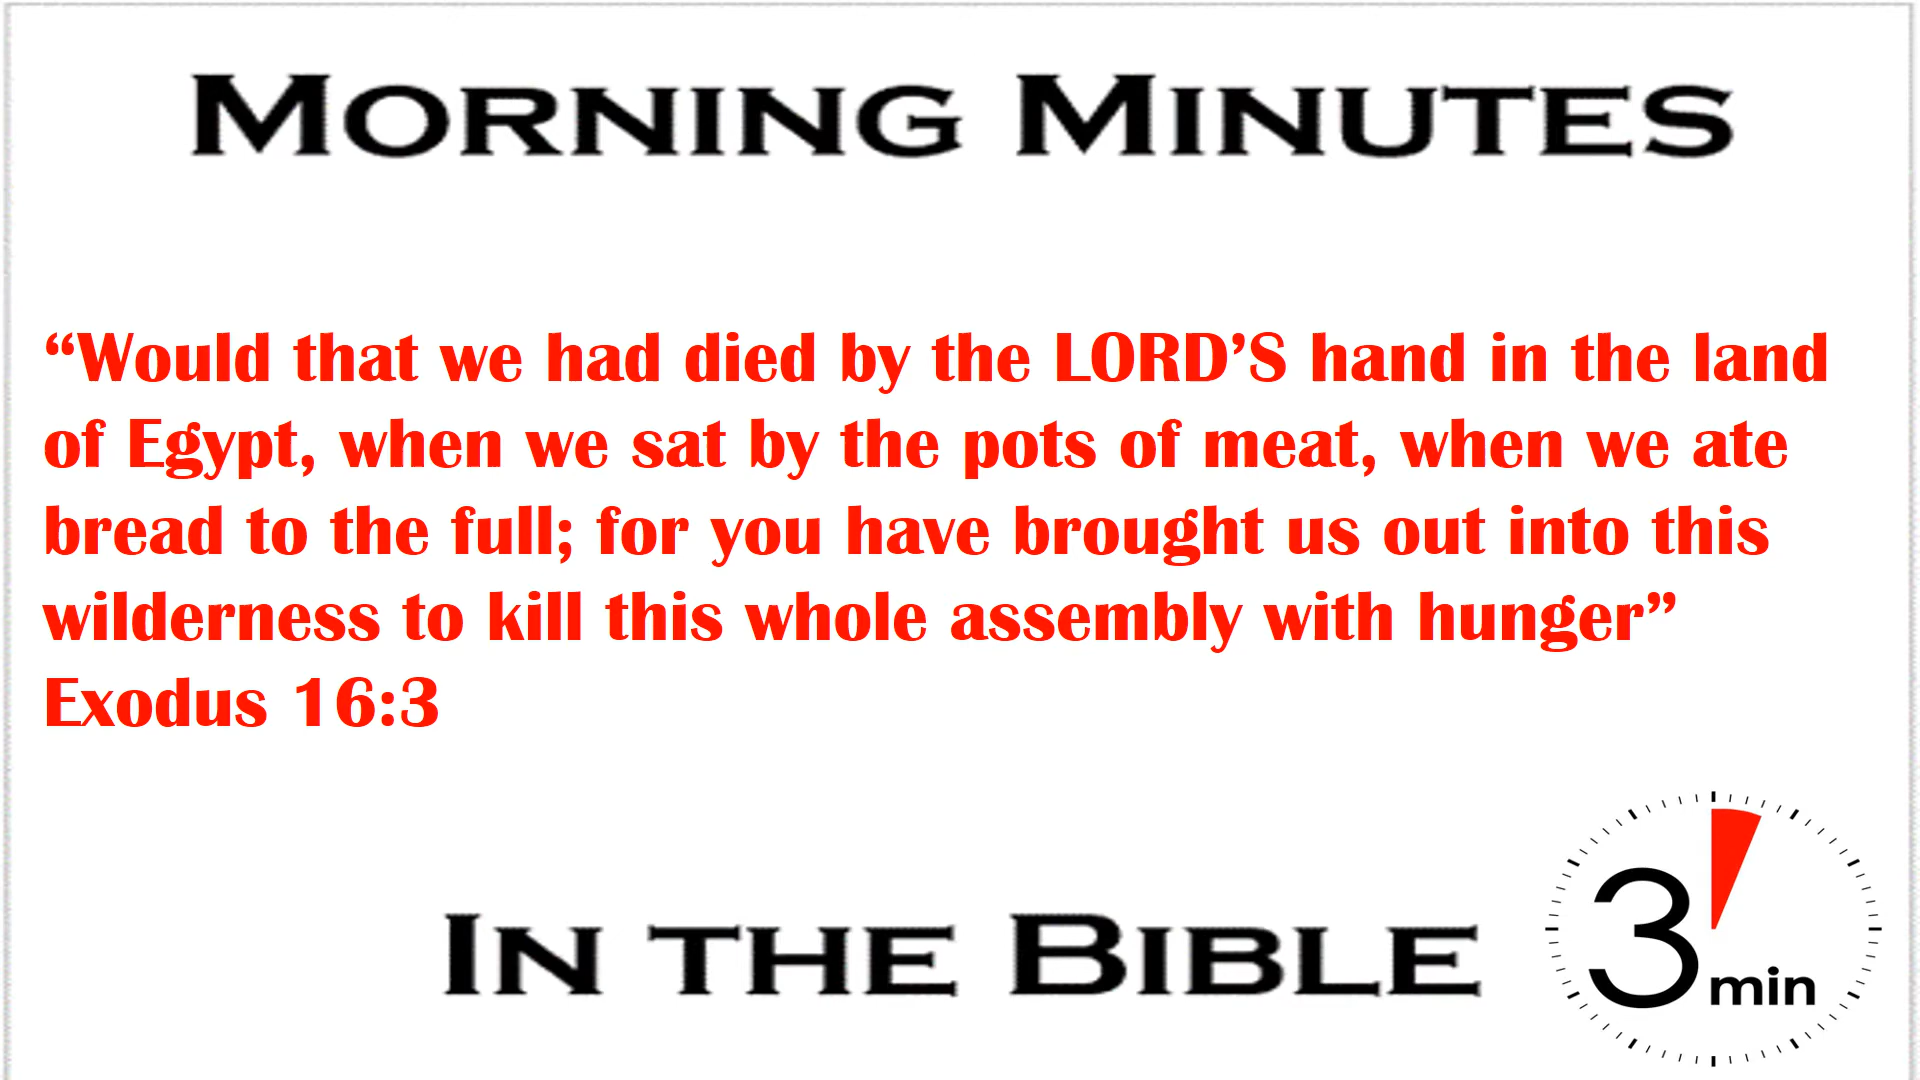 MORNING MINUTES
“Would that we had died by the LORD’S hand in the land
of Egypt, when we sat by the pots of meat, when we ate
bread to the full; for you have brought us out into this
wilderness to kill this whole assembly with hunger”
Exodus 16:3
IN THE BIBLE
3 min